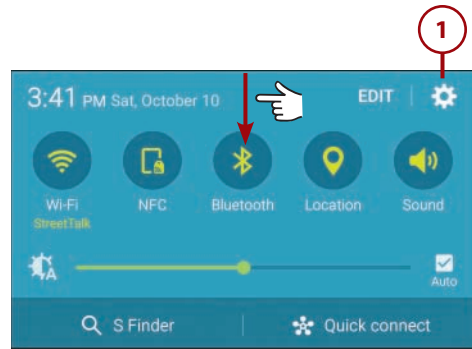 1
3:41 PM Sat, October 10 EDIT
Wi-Fi NFC Bluetooth Location Sound
StreetTalk
A
Auto
S Finder Quick connect